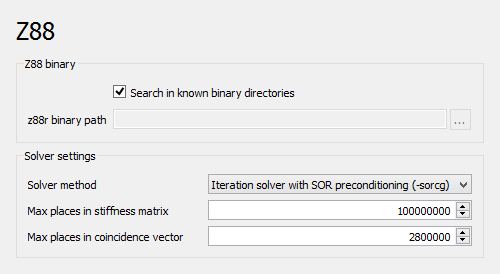 Z88
Z88 binary
Search in known binary directories
z88r binary path
...
Solver settings
Solver method Iteration solver with SOR preconditioning (-sorcg)
Max places in stiffness matrix 100000000
Max places in coincidence vector 2800000